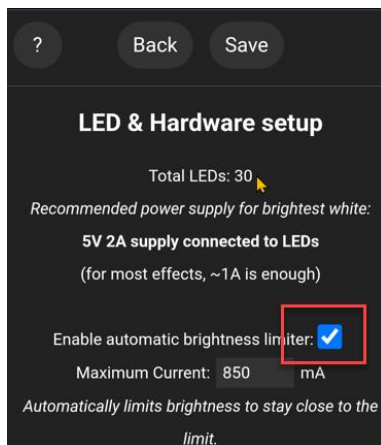 ? Back Save
LED & Hardware setup
Total LEDs: 30
Recommended power supply for brightest white:
5V 2A supply connected to LEDs
(for most effects, ~1A is enough)
Enable automatic brightness limiter:
Maximum Current: 850 mA
Automatically limits brightness to stay close to the
limit.